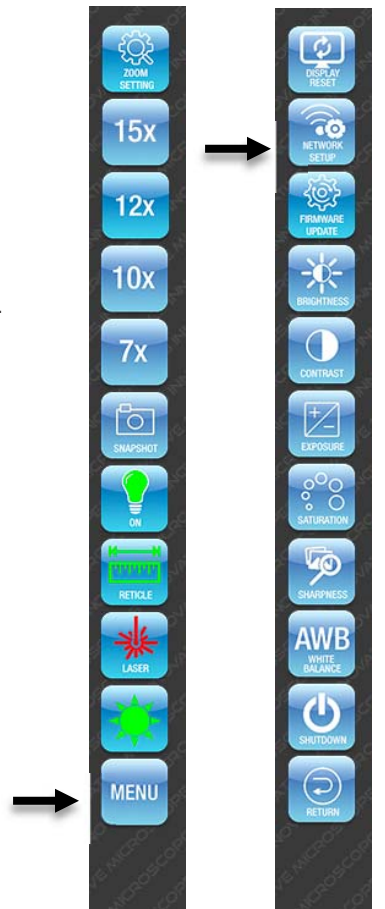 ZOOM
SETTING
15x
12x
10x
7x
SNAPSHOT
ON
RETICLE
LASER
MENU
DISPLAY
RESET
NETWORK
SETUP
FIRMWARE
UPDATE
BRIGHTNESS
CONTRAST
EXPOSURE
SATURATION
SHARPNESS
AWB
WHITE
BALANCE
SHUTDOWN
RETURN